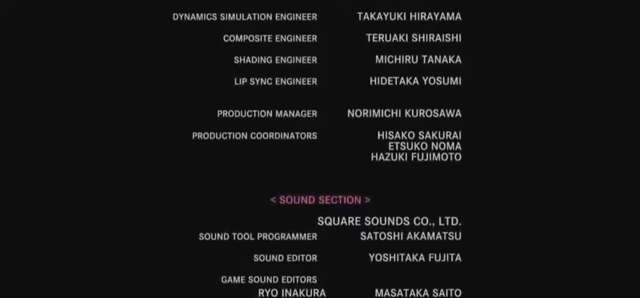 DYNAMICS SIMULATION ENGINEER TAKAYUKI HIRAYAMA
COMPOSITE ENGINEER TERUAKI SHIRAISHI
SHADING ENGINEER MICHIRU TANAKA
LIP SYNC ENGINEER HIDETAKA YOSUMI
PRODUCTION MANAGER NORIMICHI KUROSAWA
PRODUCTION COORDINATORS HISAKO SAKURAI
ETSUKO NOMA
HAZUKI FUJIMOTO
< SOUND SECTION >
SQUARE SOUNDS CO., LTD.
SOUND TOOL PROGRAMMER SATOSHI AKAMATSU
SOUND EDITOR YOSHITAKA FUJITA
GAME SOUND EDITORS
RYO INAKURA MASATAKA SAITO